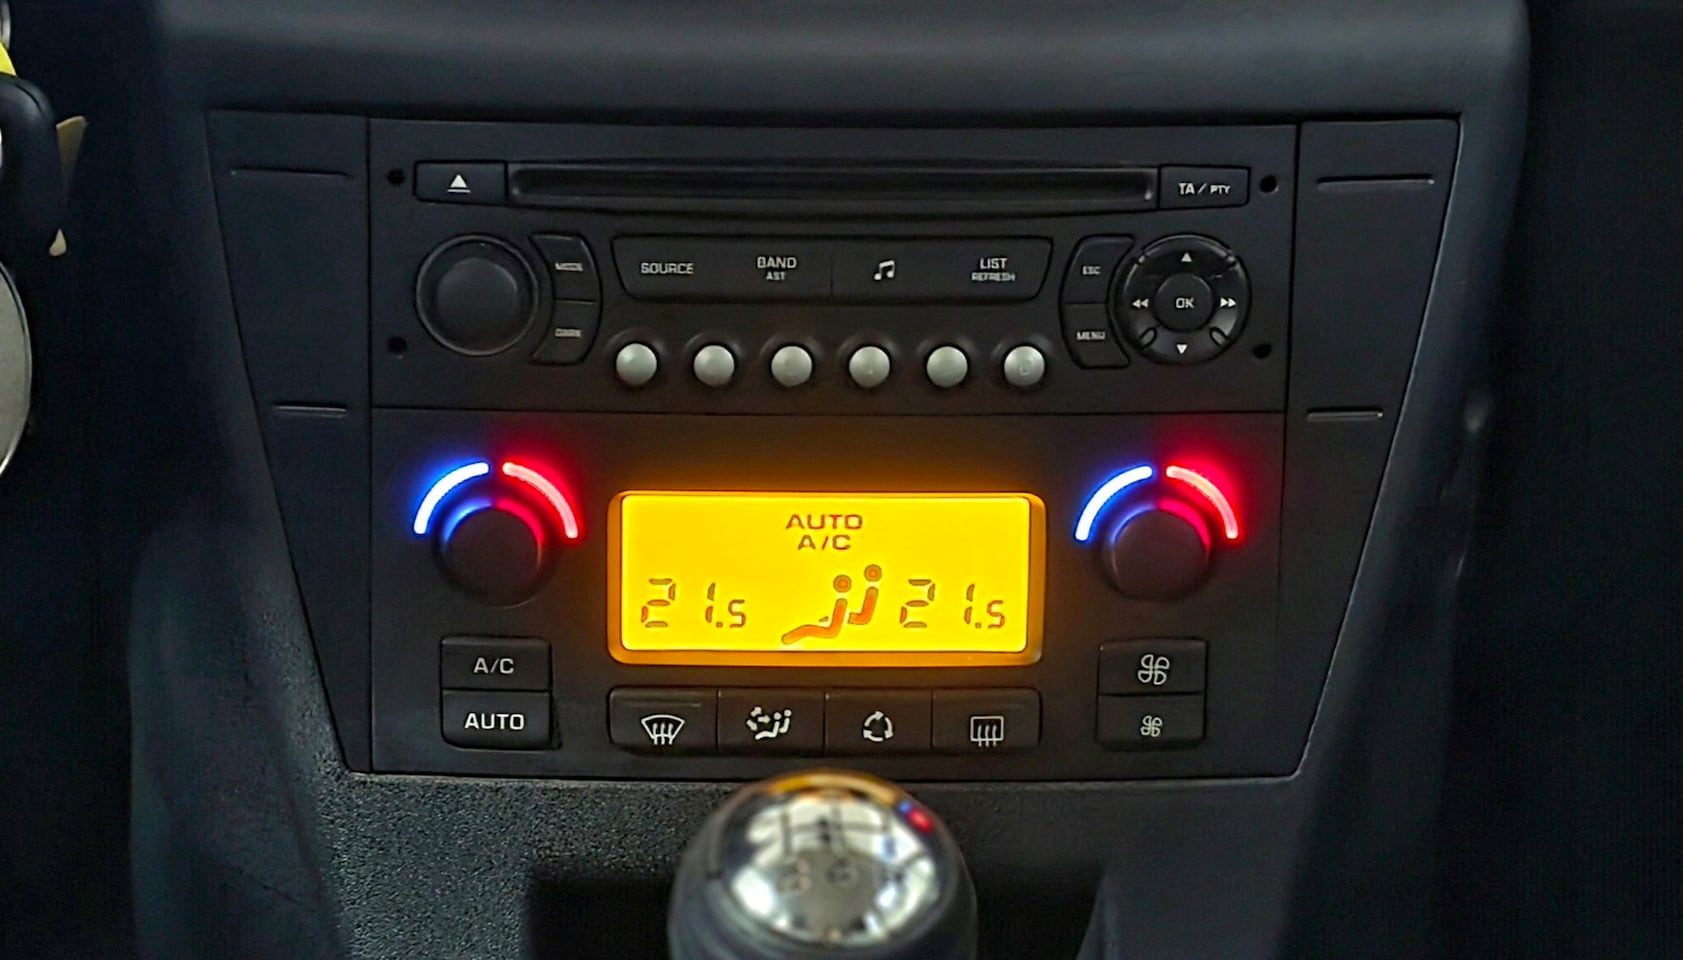 TA / PTY
MODE
SOURCE
BAND
AST
LIST
REFRESH
ESC
OK
DARK
MENU
AUTO
A/C
21.5
21.5
A/C
AUTO